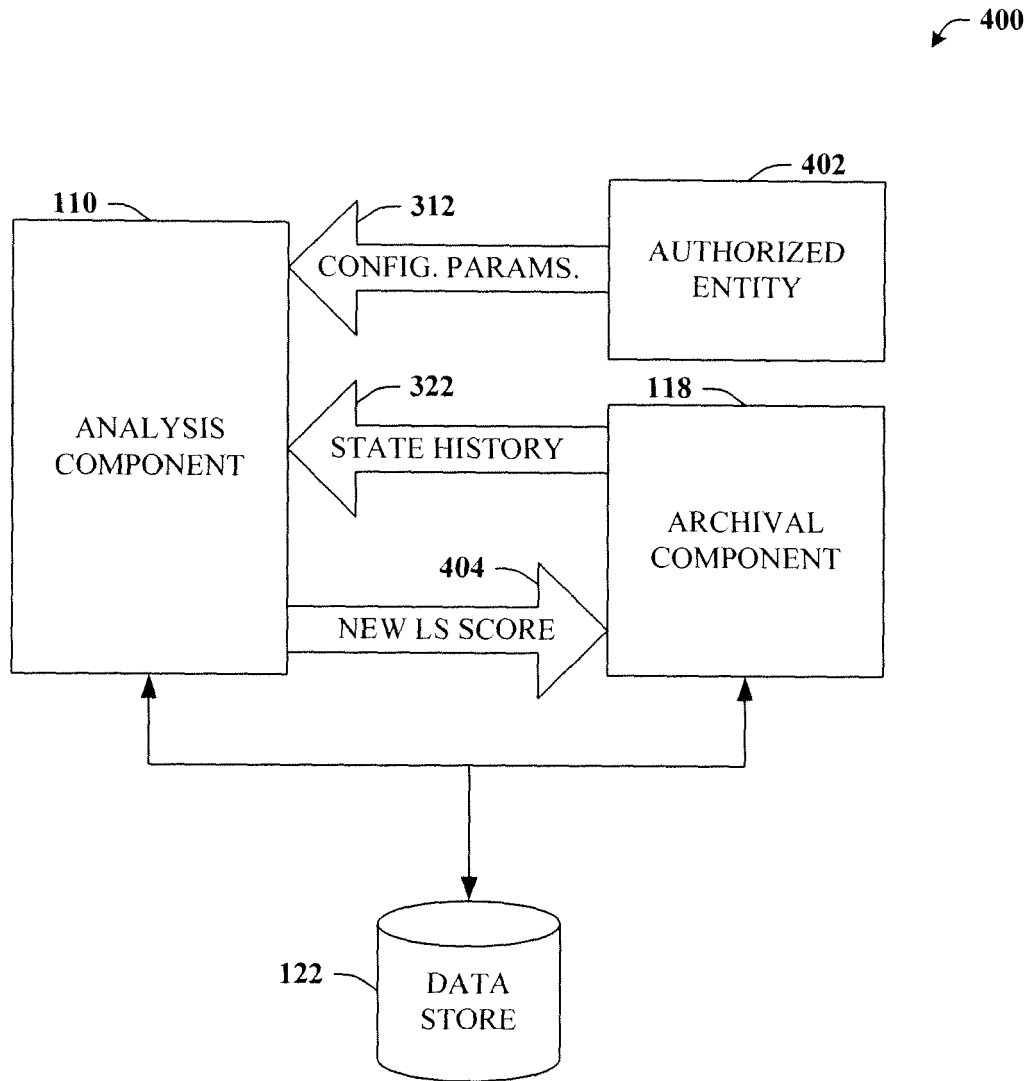 400
402
110
312
AUTHORIZED
ENTITY
CONFIG. PARAMS.
322
118
ANALYSIS
COMPONENT
STATE HISTORY
ARCHIVAL
COMPONENT
404
NEW LS SCORE
122
DATA
STORE